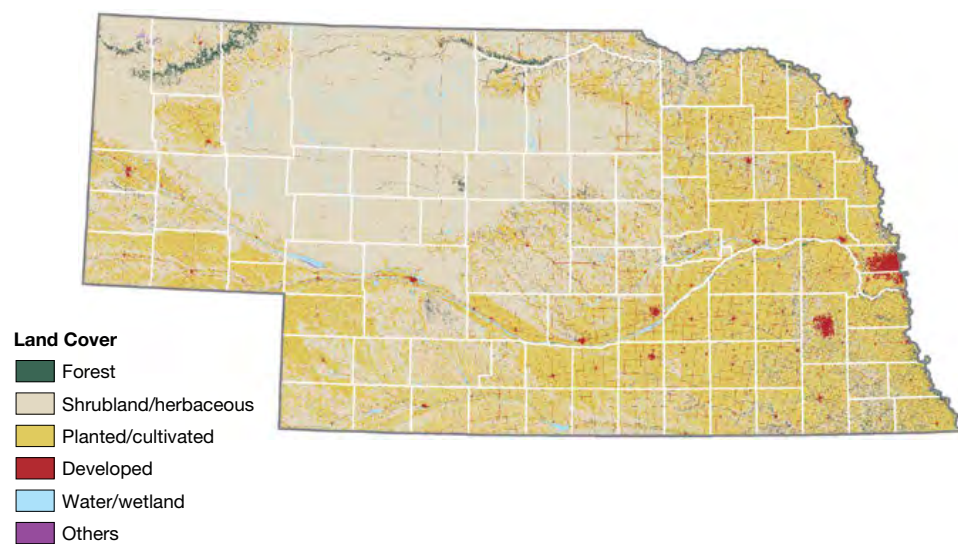 Land Cover
Forest
Shrubland/herbaceous
Planted/cultivated
Developed
Water/wetland
Others